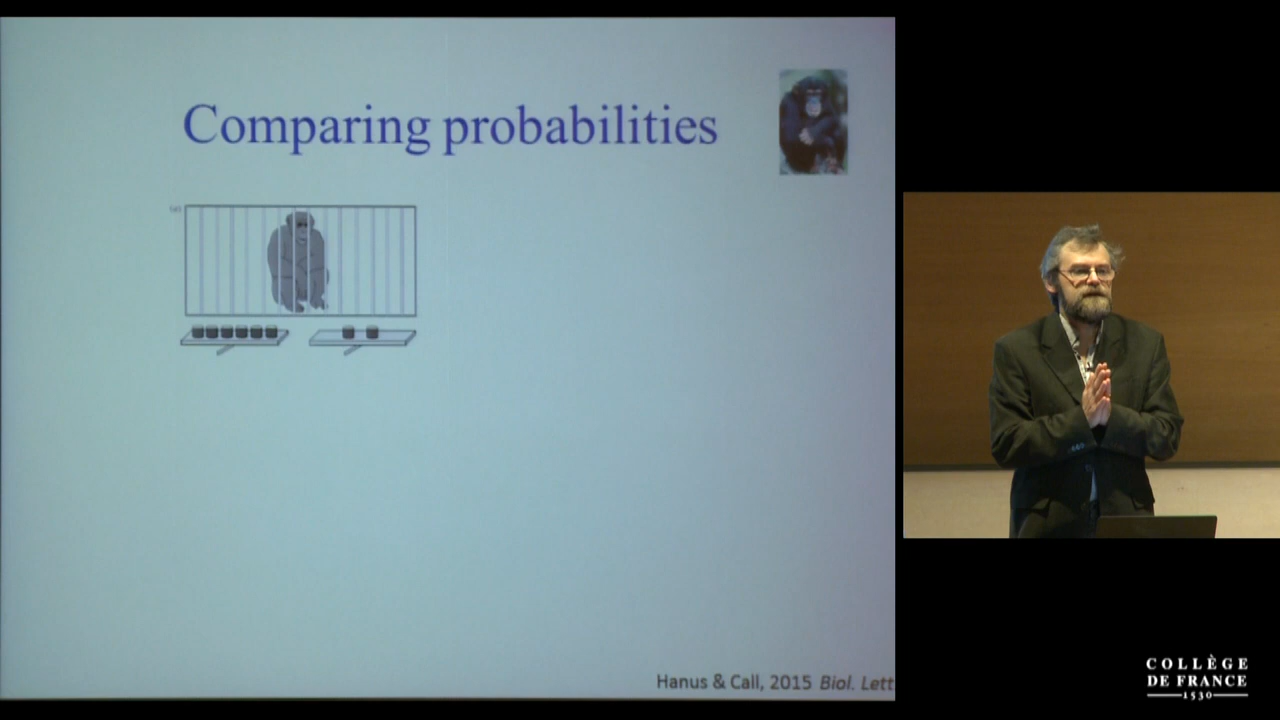 Comparing probabilities
Hanus & Call, 2015 Biol. Lett
COLLÈGE
DE FRANCE
1530